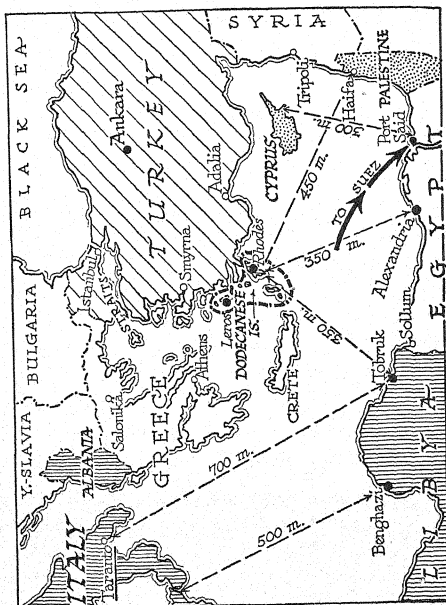 Y.-SLAVIA
BULGARIA
BLACK SEA
ITALY
Taranto
ALBANIA
Salonika
Istanbul
STRAITS
Ankara
TURKEY
GREECE
Athens
Smyrna
Adalia
SYRIA
Leros
Rhodes
DODECANESE
IS.
CRETE
CYPRUS
Tripoli
Haifa
PALESTINE
Port
Said
700 m.
500 m.
350 m.
350 m.
450 m.
TO SUEZ
Benghazi
Tobruk
Sollum
Alexandria
LIBYA
EGYPT